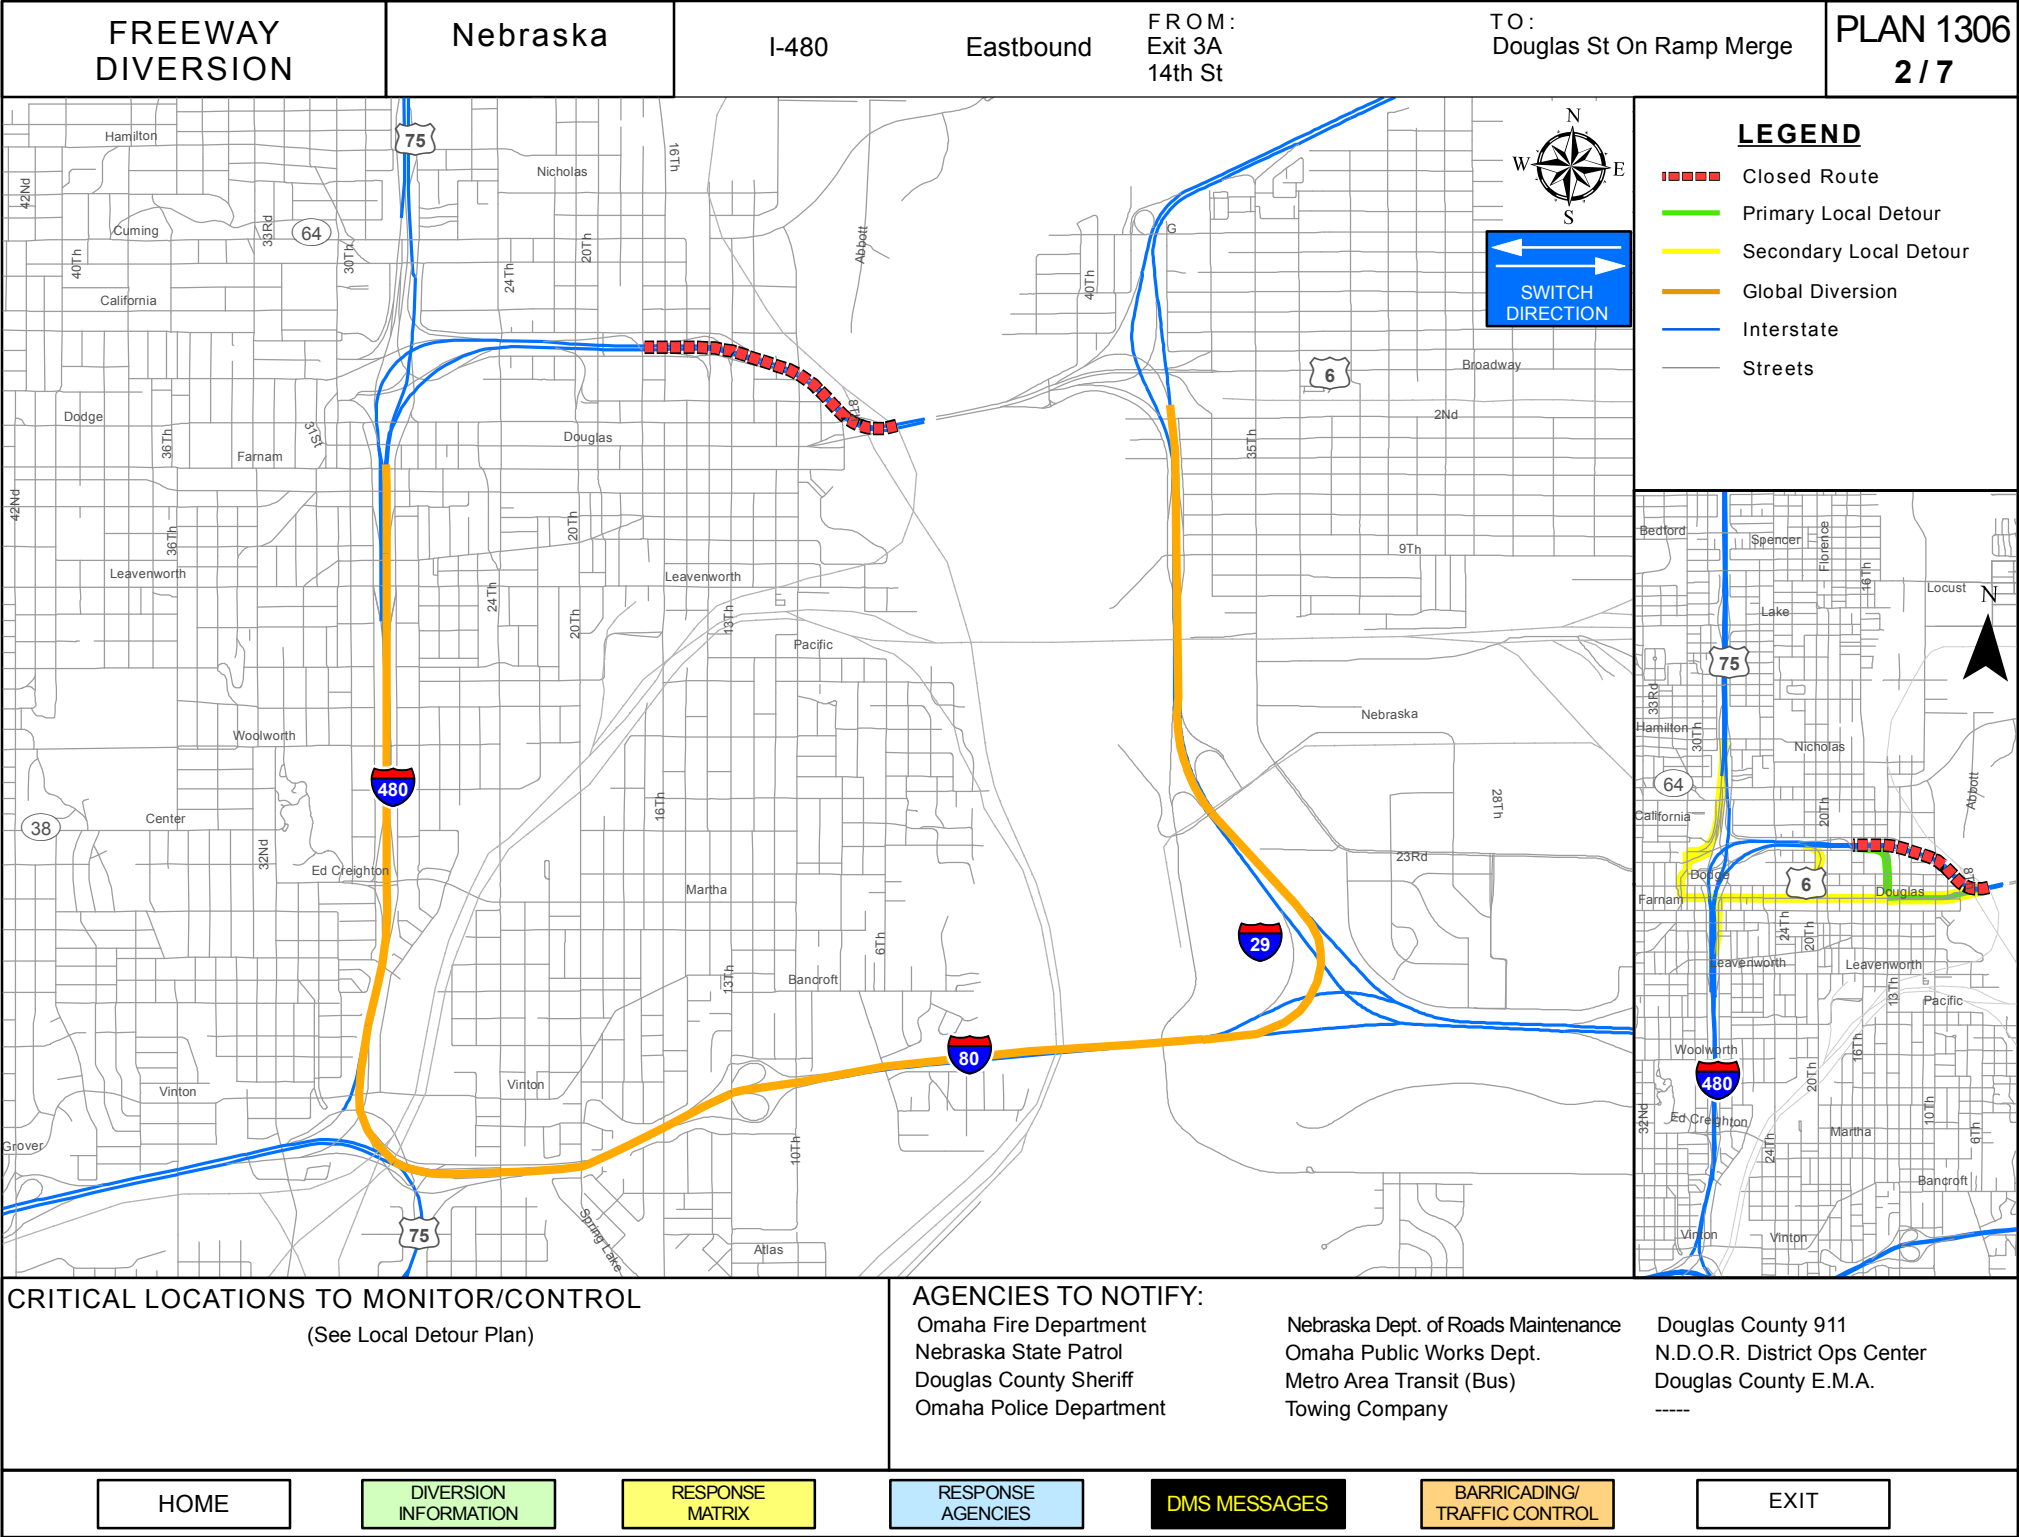 FREEWAY
DIVERSION
Nebraska
I-480
Eastbound
FROM:
Exit 3A
14th St
TO:
Douglas St On Ramp Merge
PLAN 1306
2 / 7
Hamilton
75
Nicholas
16Th
42Nd
33Rd
Cuming
64
30Th
40Th
20Th
24Th
Abbott
California
G
40Th
N
W
E
S
SWITCH
DIRECTION
Broadway
6
2Nd
Dodge
36Th
31St
Farnam
Douglas
8Th
35Th
42Nd
36Th
20Th
9Th
Leavenworth
24Th
Leavenworth
20Th
13Th
Pacific
Nebraska
Woolworth
480
38
Center
32Nd
16Th
28Th
Ed Creighton
23Rd
Martha
29
6Th
13Th
Bancroft
80
Vinton
Vinton
Grover
10Th
75
Spring Lake
Atlas
LEGEND
Closed Route
Primary Local Detour
Secondary Local Detour
Global Diversion
Interstate
Streets
Bedford
Spencer
Florence
16Th
Locust
N
Lake
75
33Rd
Hamilton
30Th
Nicholas
64
Abbott
California
20Th
Dodge
6
Douglas
8Th
Farnam
24Th
20Th
Leavenworth
Leavenworth
13Th
Pacific
Woolworth
16Th
480
20Th
32Nd
Ed Creighton
10Th
Martha
6Th
24Th
Bancroft
Vinton
Vinton
CRITICAL LOCATIONS TO MONITOR/CONTROL
(See Local Detour Plan)
AGENCIES TO NOTIFY:
Omaha Fire Department
Nebraska State Patrol
Douglas County Sheriff
Omaha Police Department
Nebraska Dept. of Roads Maintenance
Omaha Public Works Dept.
Metro Area Transit (Bus)
Towing Company
Douglas County 911
N.D.O.R. District Ops Center
Douglas County E.M.A.
-----
HOME
DIVERSION
INFORMATION
RESPONSE
MATRIX
RESPONSE
AGENCIES
DMS MESSAGES
BARRICADING/
TRAFFIC CONTROL
EXIT